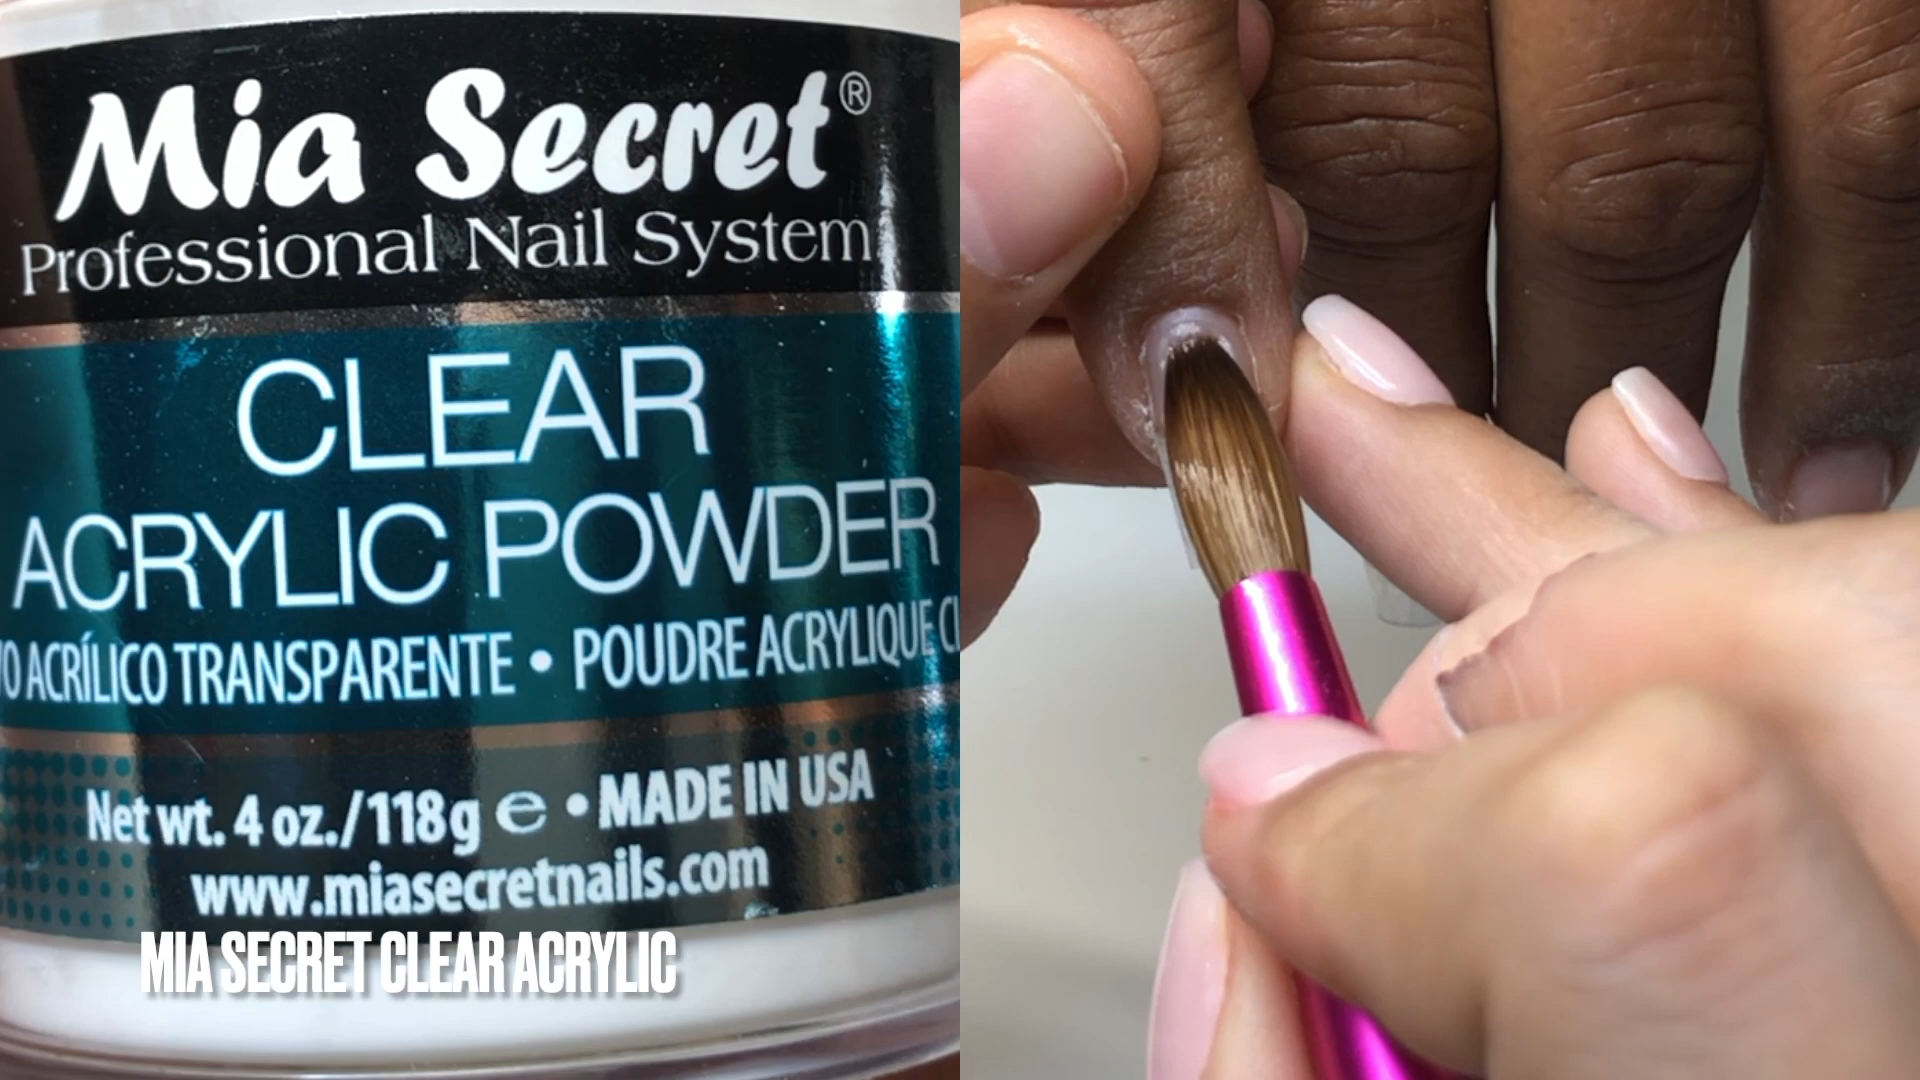 Mia Secret®
Professional Nail System
CLEAR
ACRYLIC POWDER
ACRÍLICO TRANSPARENTE • POUDRE ACRYLIQUE
Net wt. 4 oz./118g e • MADE IN USA
www.miasecretnails.com
MIA SECRET CLEAR ACRYLIC